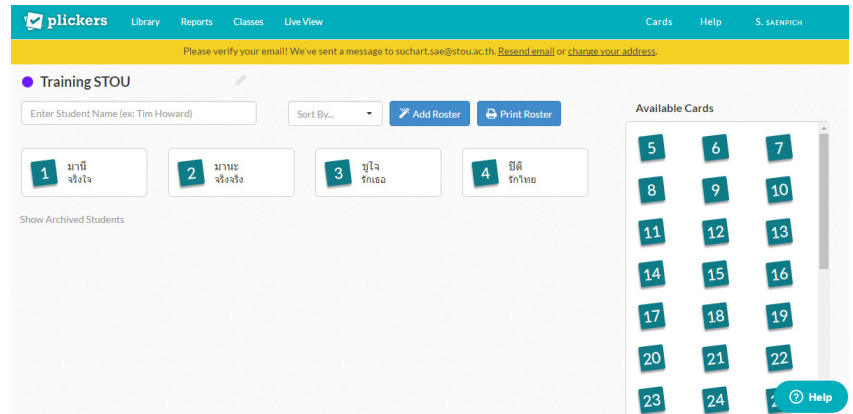 plickers Library Reports Classes Live View Cards Help S. SAENPICH
Please verify your email! We've sent a message to suchart.sae@stou.ac.th. Resend email or change your address.
Training STOU
Enter Student Name (ex: Tim Howard) Sort By... Add Roster Print Roster
1 มานี จริงใจ
2 มานะ จริงจริง
3 ชูใจ รักเธอ
4 ปิติ รักไทย
Show Archived Students
Available Cards
5 6 7
8 9 10
11 12 13
14 15 16
17 18 19
20 21 22
23 24
Help